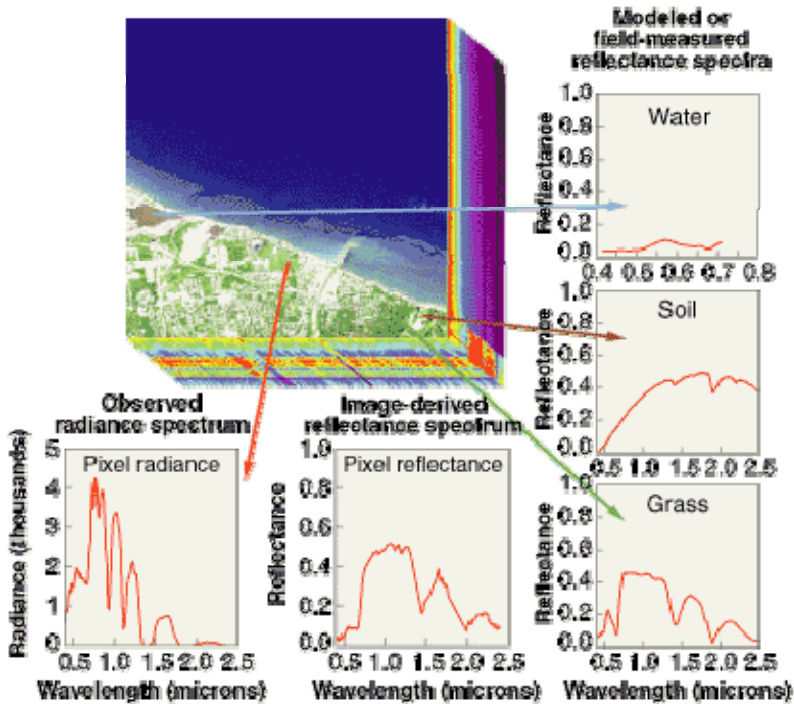 Modeled or
field-measured
reflectance spectra
Water
Reflectance
1.0
0.8
0.6
0.4
0.2
0.0
0.4 0.5 0.6 0.7 0.8
Soil
Reflectance
1.0
0.8
0.6
0.4
0.2
0.0
0.5 1.0 1.5 2.0 2.5
Observed
radiance spectrum
Pixel radiance
Radiance (thousands)
5
4
3
2
1
0
0.5 1.0 1.5 2.0 2.5
Wavelength (microns)
Image-derived
reflectance spectrum
Pixel reflectance
Reflectance
1.0
0.8
0.6
0.4
0.2
0.0
0.5 1.0 1.5 2.0 2.5
Wavelength (microns)
Grass
Reflectance
1.0
0.8
0.6
0.4
0.2
0.0
0.5 1.0 1.5 2.0 2.5
Wavelength (microns)